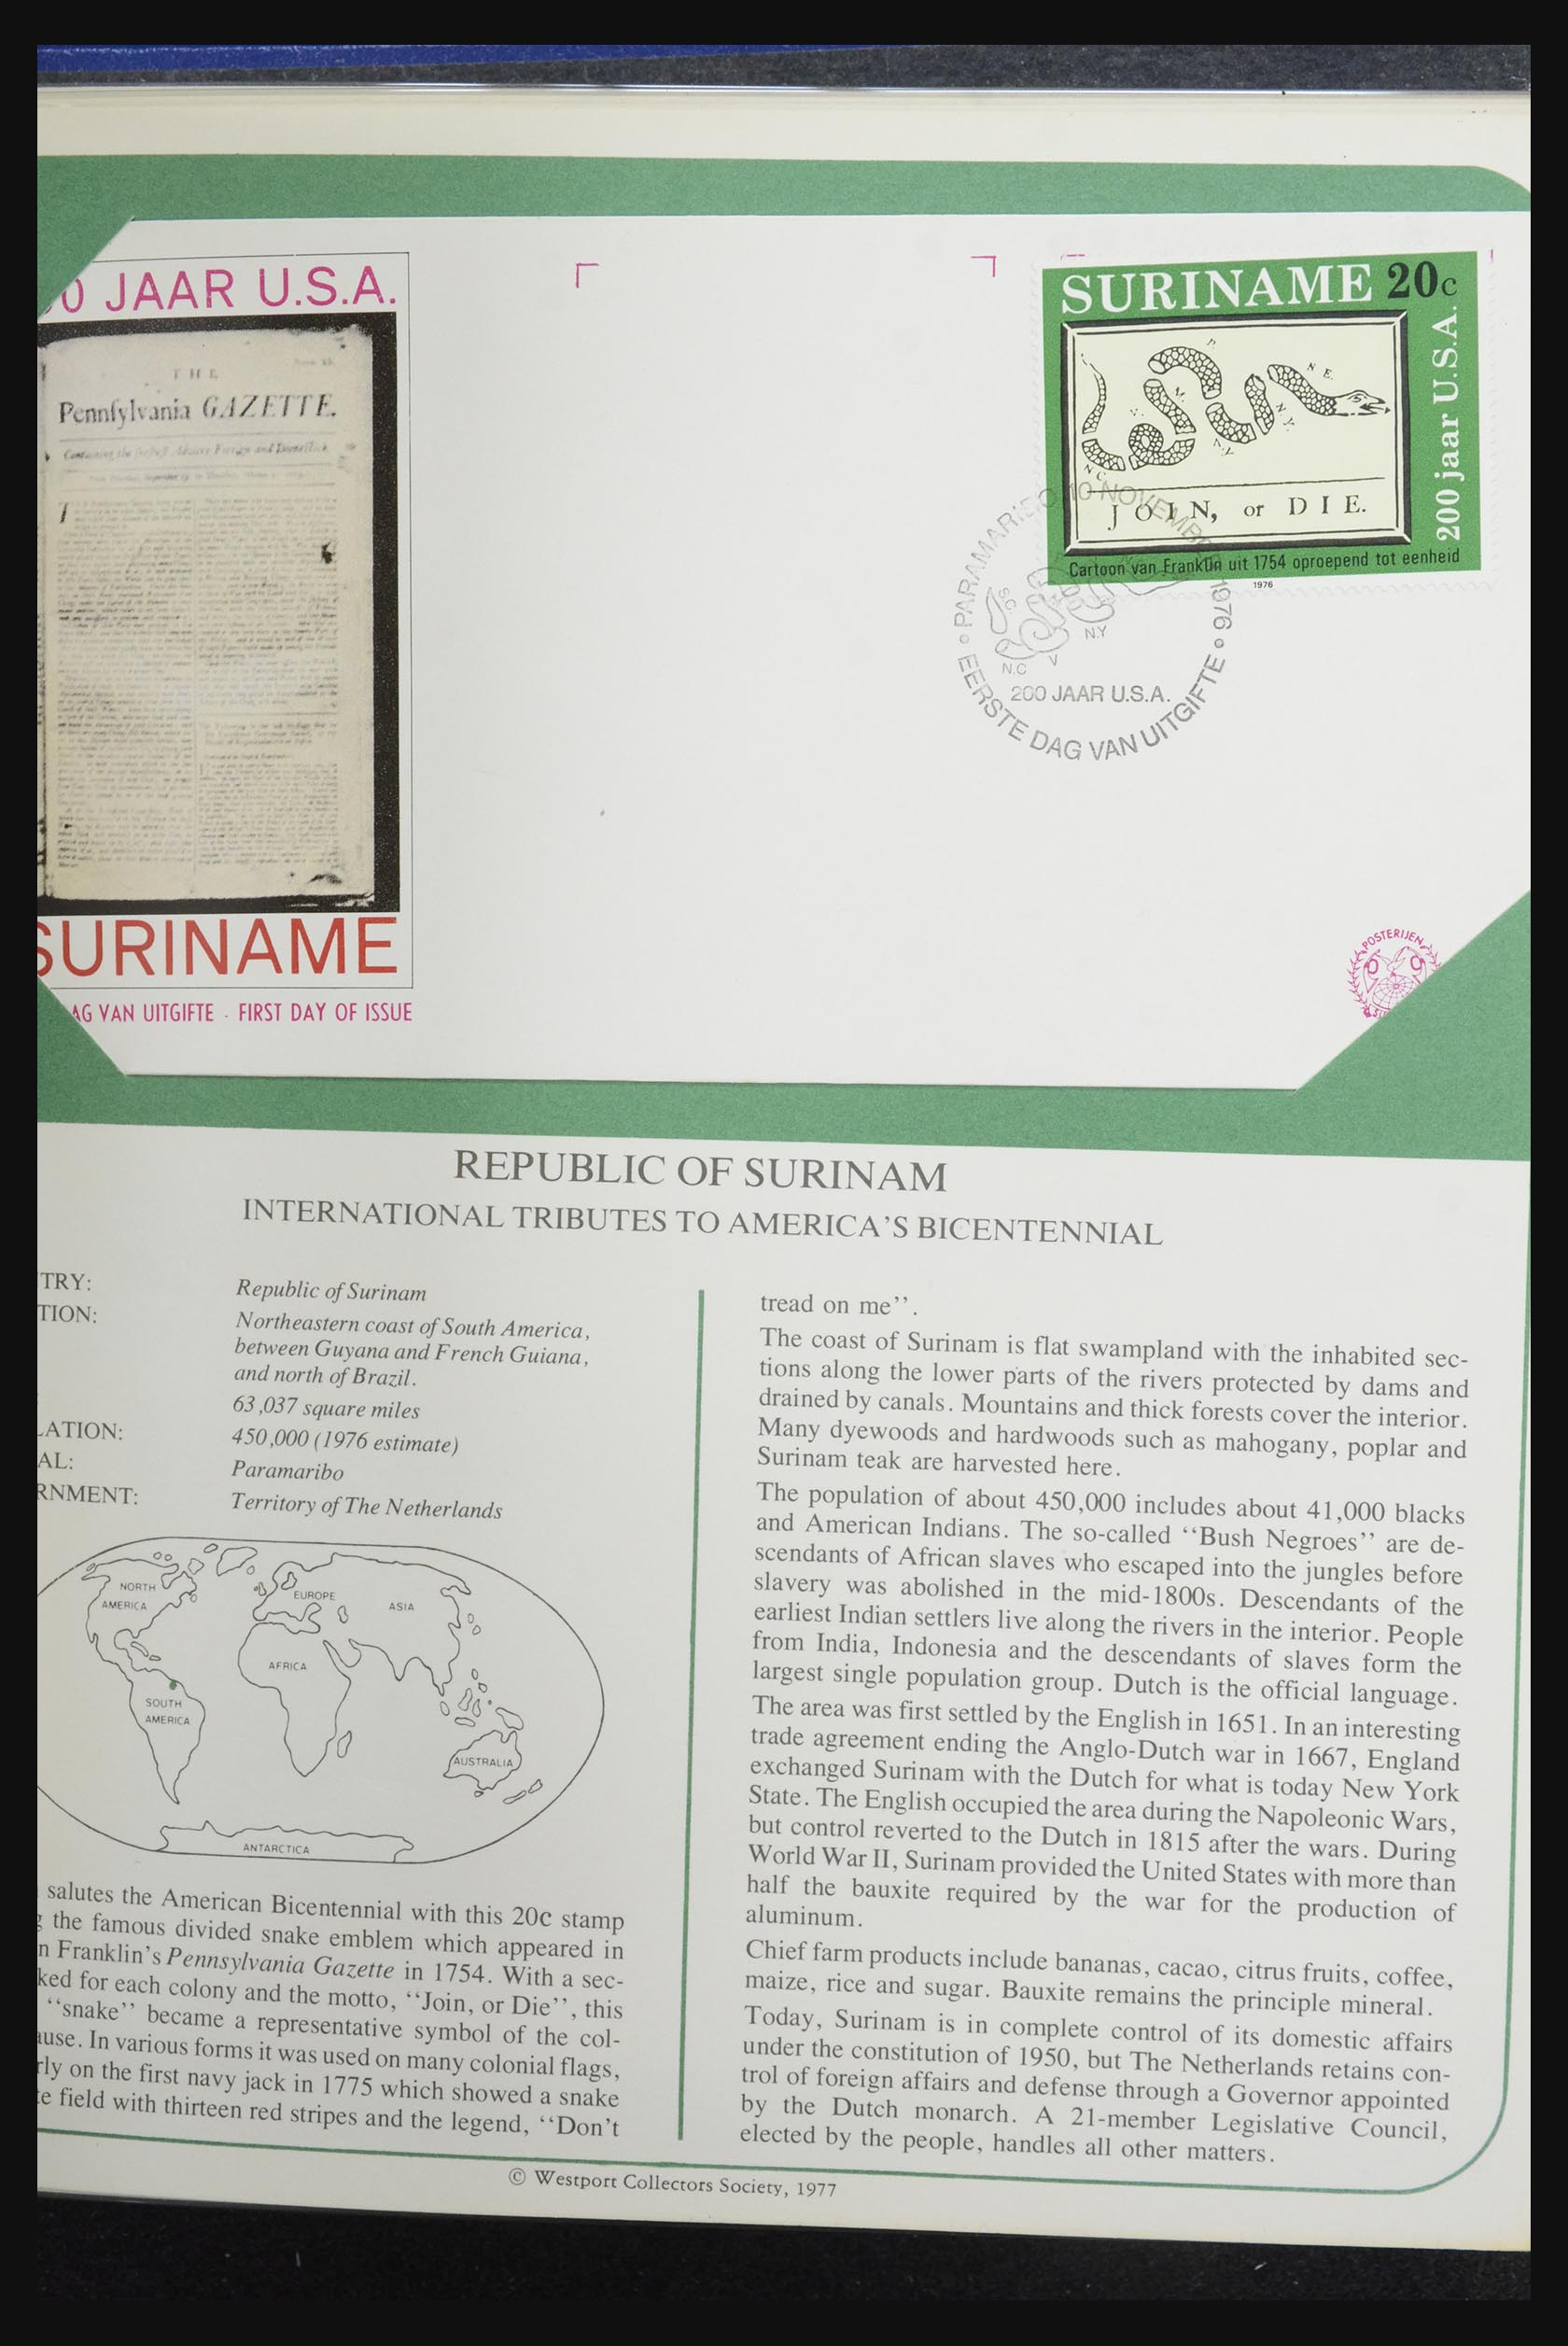 0 JAAR U.S.A.
THE
Pennsylvania GAZETTE.
SURINAME
AG VAN UITGIFTE - FIRST DAY OF ISSUE
SURINAME 20c
200 jaar U.S.A.
P.
N E.
M.
N.Y.
V.
N.Y
N C.
JOIN, or DIE.
Cartoon van Franklin uit 1754 oproepend tot eenheid
1976
PARAMARIBO 10 NOVEMBER 1976
S.C.
N.Y
V
N.C
200 JAAR U.S.A.
EERSTE DAG VAN UITGIFTE
POSTERIJEN
REPUBLIC OF SURINAM
INTERNATIONAL TRIBUTES TO AMERICA'S BICENTENNIAL
TRY: Republic of Surinam
TION: Northeastern coast of South America,
between Guyana and French Guiana,
and north of Brazil.
63,037 square miles
LATION: 450,000 (1976 estimate)
AL: Paramaribo
RNMENT: Territory of The Netherlands
NORTH
AMERICA
EUROPE
ASIA
AFRICA
SOUTH
AMERICA
AUSTRALIA
ANTARCTICA
salutes the American Bicentennial with this 20c stamp
g the famous divided snake emblem which appeared in
n Franklin's Pennsylvania Gazette in 1754. With a sec-
ked for each colony and the motto, "Join, or Die", this
"snake" became a representative symbol of the col-
ause. In various forms it was used on many colonial flags,
rly on the first navy jack in 1775 which showed a snake
te field with thirteen red stripes and the legend, "Don't
tread on me".
The coast of Surinam is flat swampland with the inhabited sec-
tions along the lower parts of the rivers protected by dams and
drained by canals. Mountains and thick forests cover the interior.
Many dyewoods and hardwoods such as mahogany, poplar and
Surinam teak are harvested here.
The population of about 450,000 includes about 41,000 blacks
and American Indians. The so-called "Bush Negroes" are de-
scendants of African slaves who escaped into the jungles before
slavery was abolished in the mid-1800s. Descendants of the
earliest Indian settlers live along the rivers in the interior. People
from India, Indonesia and the descendants of slaves form the
largest single population group. Dutch is the official language.
The area was first settled by the English in 1651. In an interesting
trade agreement ending the Anglo-Dutch war in 1667, England
exchanged Surinam with the Dutch for what is today New York
State. The English occupied the area during the Napoleonic Wars,
but control reverted to the Dutch in 1815 after the wars. During
World War II, Surinam provided the United States with more than
half the bauxite required by the war for the production of
aluminum.
Chief farm products include bananas, cacao, citrus fruits, coffee,
maize, rice and sugar. Bauxite remains the principle mineral.
Today, Surinam is in complete control of its domestic affairs
under the constitution of 1950, but The Netherlands retains con-
trol of foreign affairs and defense through a Governor appointed
by the Dutch monarch. A 21-member Legislative Council,
elected by the people, handles all other matters.
© Westport Collectors Society, 1977